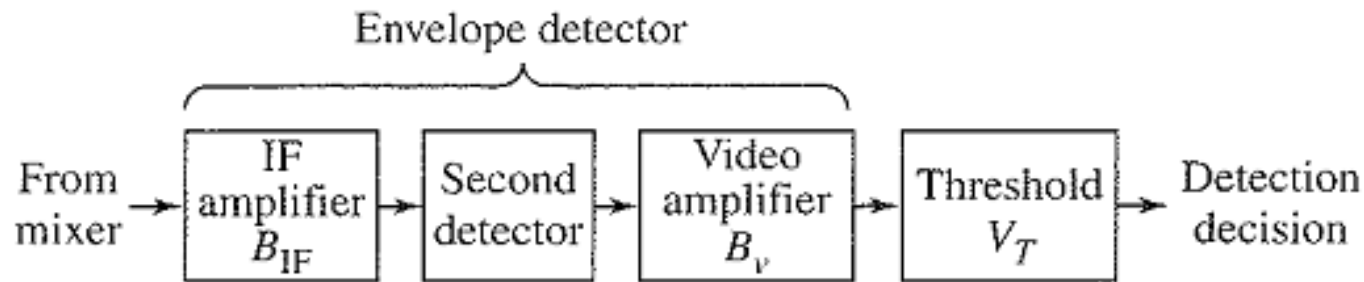 Envelope detector
From
mixer
IF
amplifier
B_IF
Second
detector
Video
amplifier
B_v
Threshold
V_T
Detection
decision